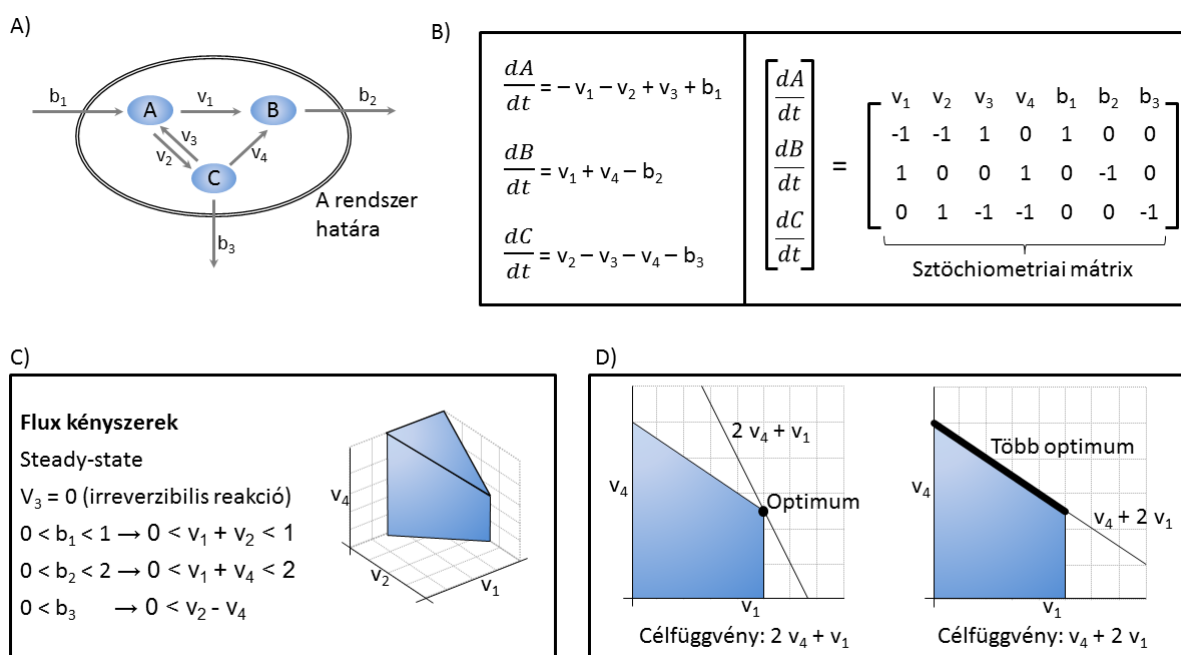 A)
b₁
A
v₁
B
b₂
v₃
v₂
v₄
C
b₃
A rendszer
határa
B)
dA/dt = – v₁ – v₂ + v₃ + b₁
dB/dt = v₁ + v₄ – b₂
dC/dt = v₂ – v₃ – v₄ – b₃
dA/dt
dB/dt
dC/dt
=
v₁ v₂ v₃ v₄ b₁ b₂ b₃
-1 -1 1 0 1 0 0
1 0 0 1 0 -1 0
0 1 -1 -1 0 0 -1
Sztöchiometriai mátrix
C)
Flux kényszerek
Steady-state
V₃ = 0 (irreverzibilis reakció)
0 < b₁ < 1 → 0 < v₁ + v₂ < 1
0 < b₂ < 2 → 0 < v₁ + v₄ < 2
0 < b₃ → 0 < v₂ - v₄
v₄
v₂
v₁
D)
2 v₄ + v₁
v₄
Optimum
v₁
Célfüggvény: 2 v₄ + v₁
Több optimum
v₄
v₄ + 2 v₁
v₁
Célfüggvény: v₄ + 2 v₁